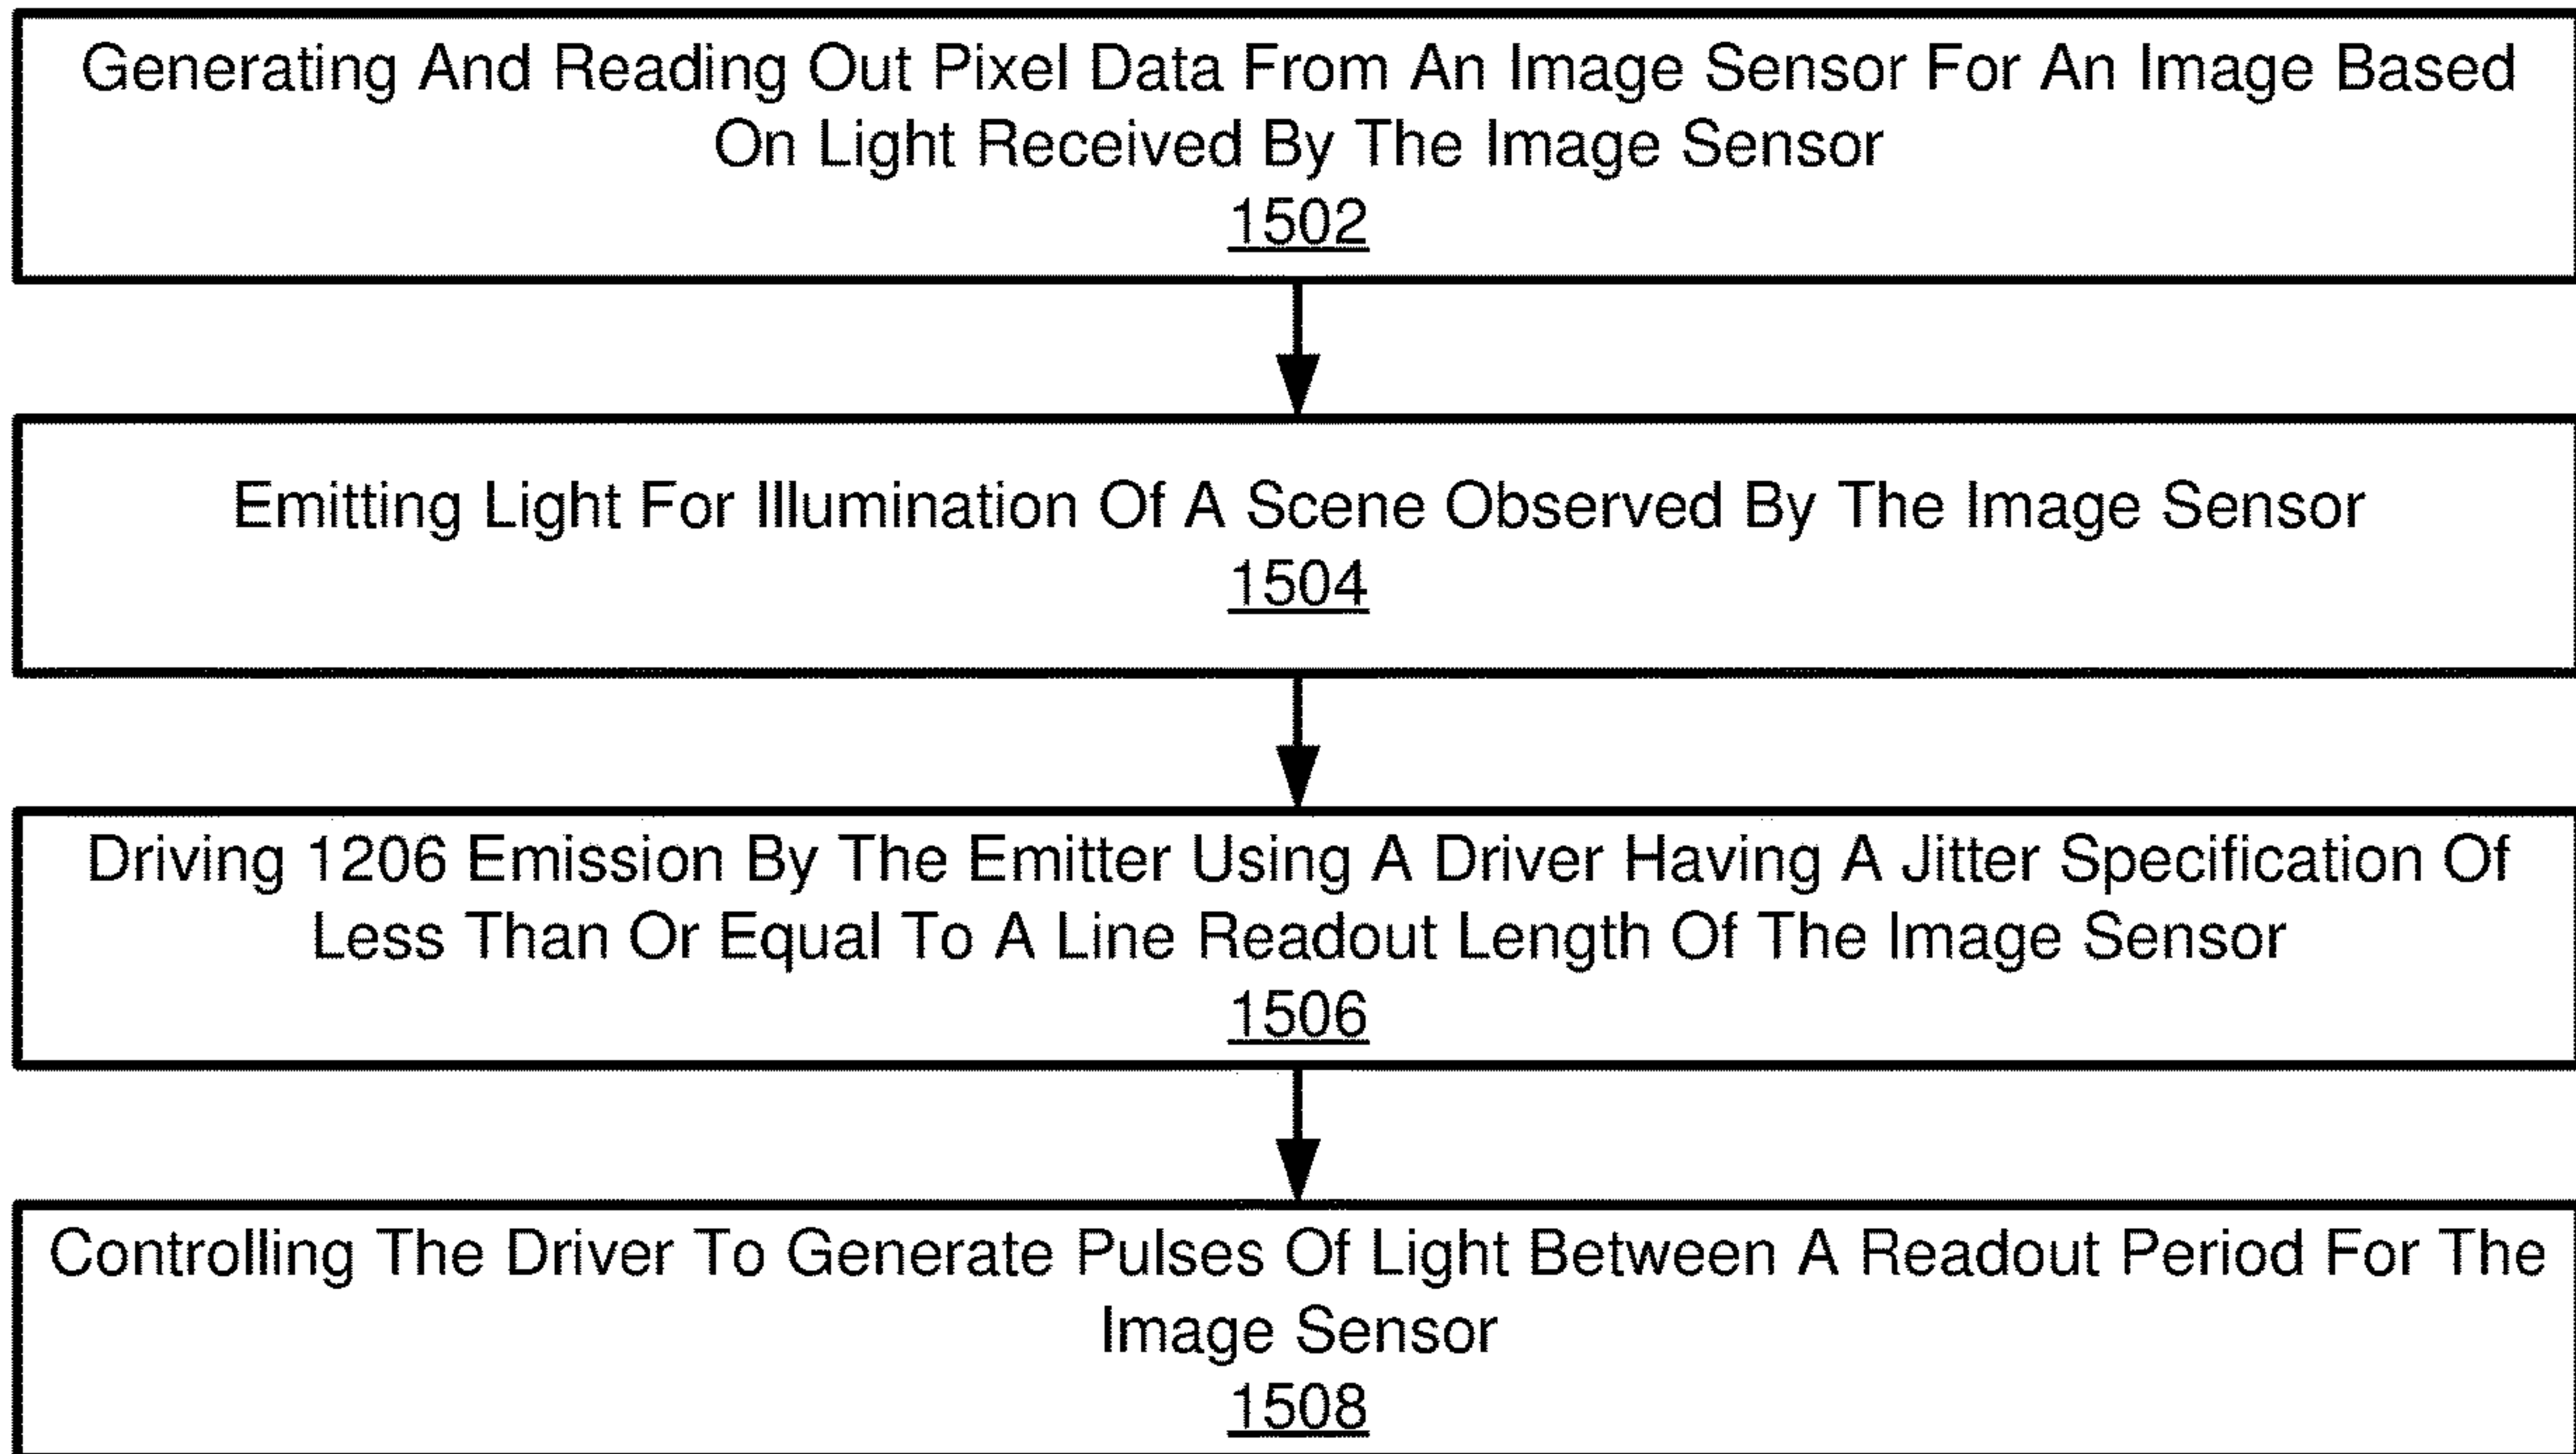 Generating And Reading Out Pixel Data From An Image Sensor For An Image Based
On Light Received By The Image Sensor
1502
Emitting Light For Illumination Of A Scene Observed By The Image Sensor
1504
Driving 1206 Emission By The Emitter Using A Driver Having A Jitter Specification Of
Less Than Or Equal To A Line Readout Length Of The Image Sensor
1506
Controlling The Driver To Generate Pulses Of Light Between A Readout Period For The
Image Sensor
1508